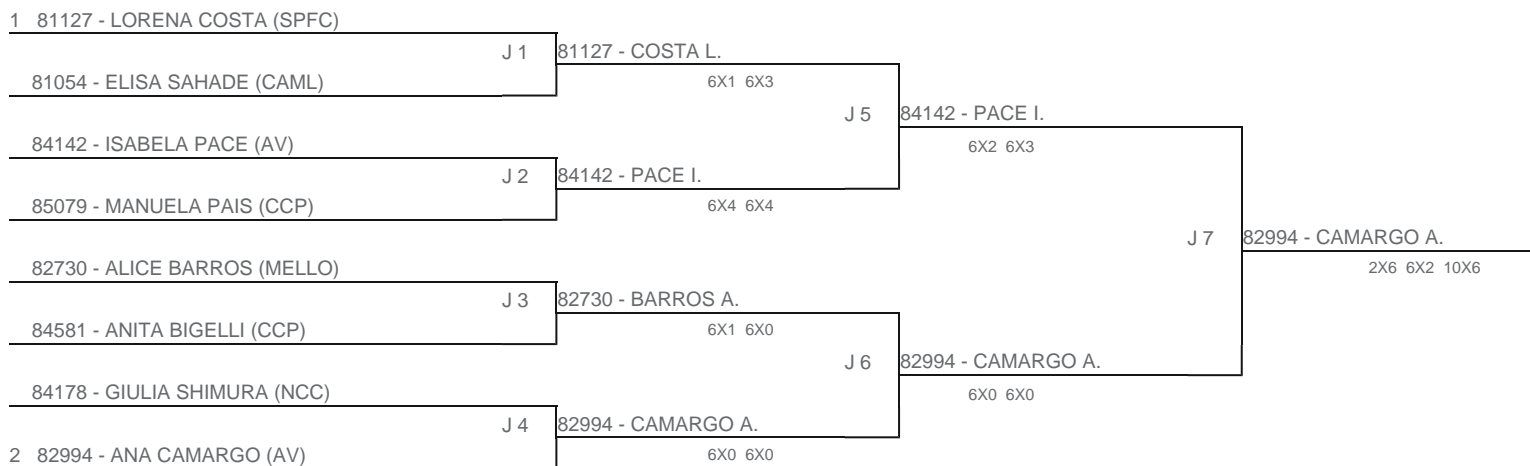 1 81127 - LORENA COSTA (SPFC)
J 1 81127 - COSTA L.
81054 - ELISA SAHADE (CAML)
6X1 6X3
J 5 84142 - PACE I.
84142 - ISABELA PACE (AV)
6X2 6X3
J 2 84142 - PACE I.
85079 - MANUELA PAIS (CCP)
6X4 6X4
J 7 82994 - CAMARGO A.
82730 - ALICE BARROS (MELLO)
2X6 6X2 10X6
J 3 82730 - BARROS A.
84581 - ANITA BIGELLI (CCP)
6X1 6X0
J 6 82994 - CAMARGO A.
84178 - GIULIA SHIMURA (NCC)
6X0 6X0
J 4 82994 - CAMARGO A.
2 82994 - ANA CAMARGO (AV)
6X0 6X0